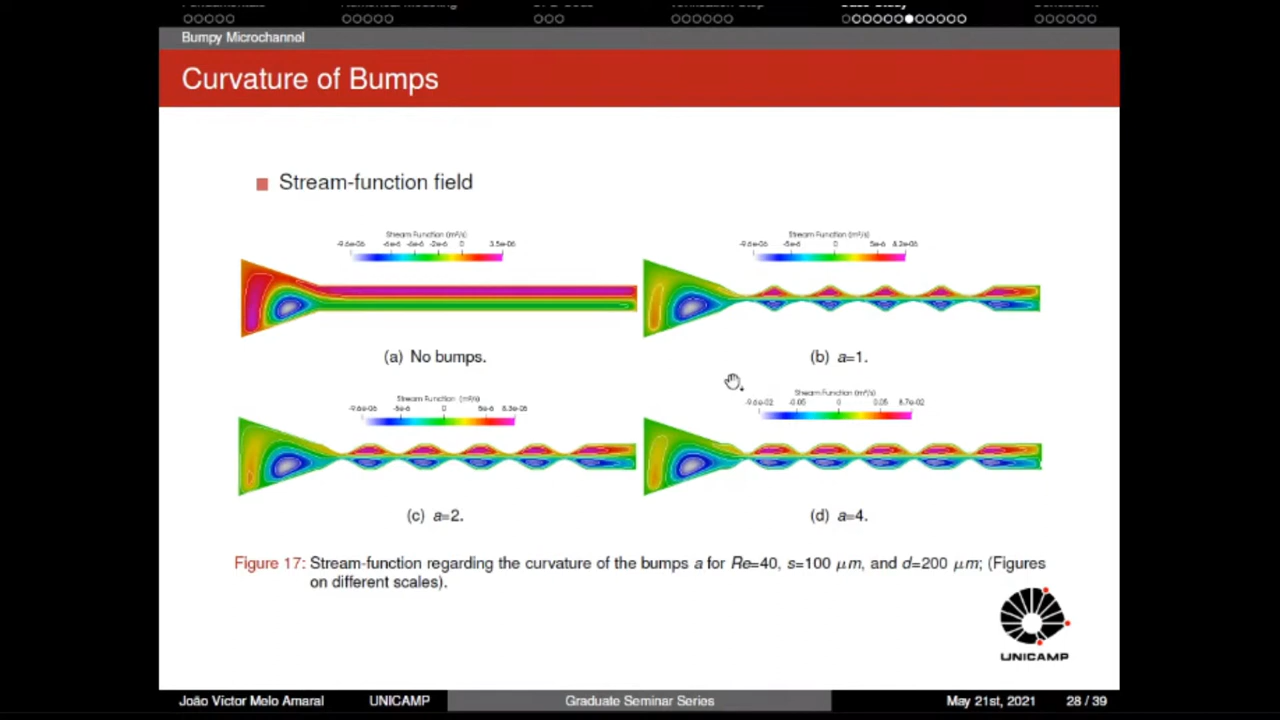 Bumpy Microchannel
Curvature of Bumps
Stream-function field
Stream Function (m²/s)
-9.6e-06 -6e-6 -4e-6 -2e-6 0 3.5e-06
Stream Function (m²/s)
-9.6e-06 -5e-6 0 5e-6 8.2e-06
(a) No bumps.
(b) a=1.
Stream Function (m²/s)
-9.6e-06 -5e-6 0 5e-6 8.3e-06
Stream Function (m²/s)
-9.6e-02 -0.05 0 0.05 8.7e-02
(c) a=2.
(d) a=4.
Figure 17: Stream-function regarding the curvature of the bumps a for Re=40, s=100 μm, and d=200 μm; (Figures
on different scales).
UNICAMP
João Victor Melo Amaral UNICAMP Graduate Seminar Series May 21st, 2021 28 / 39